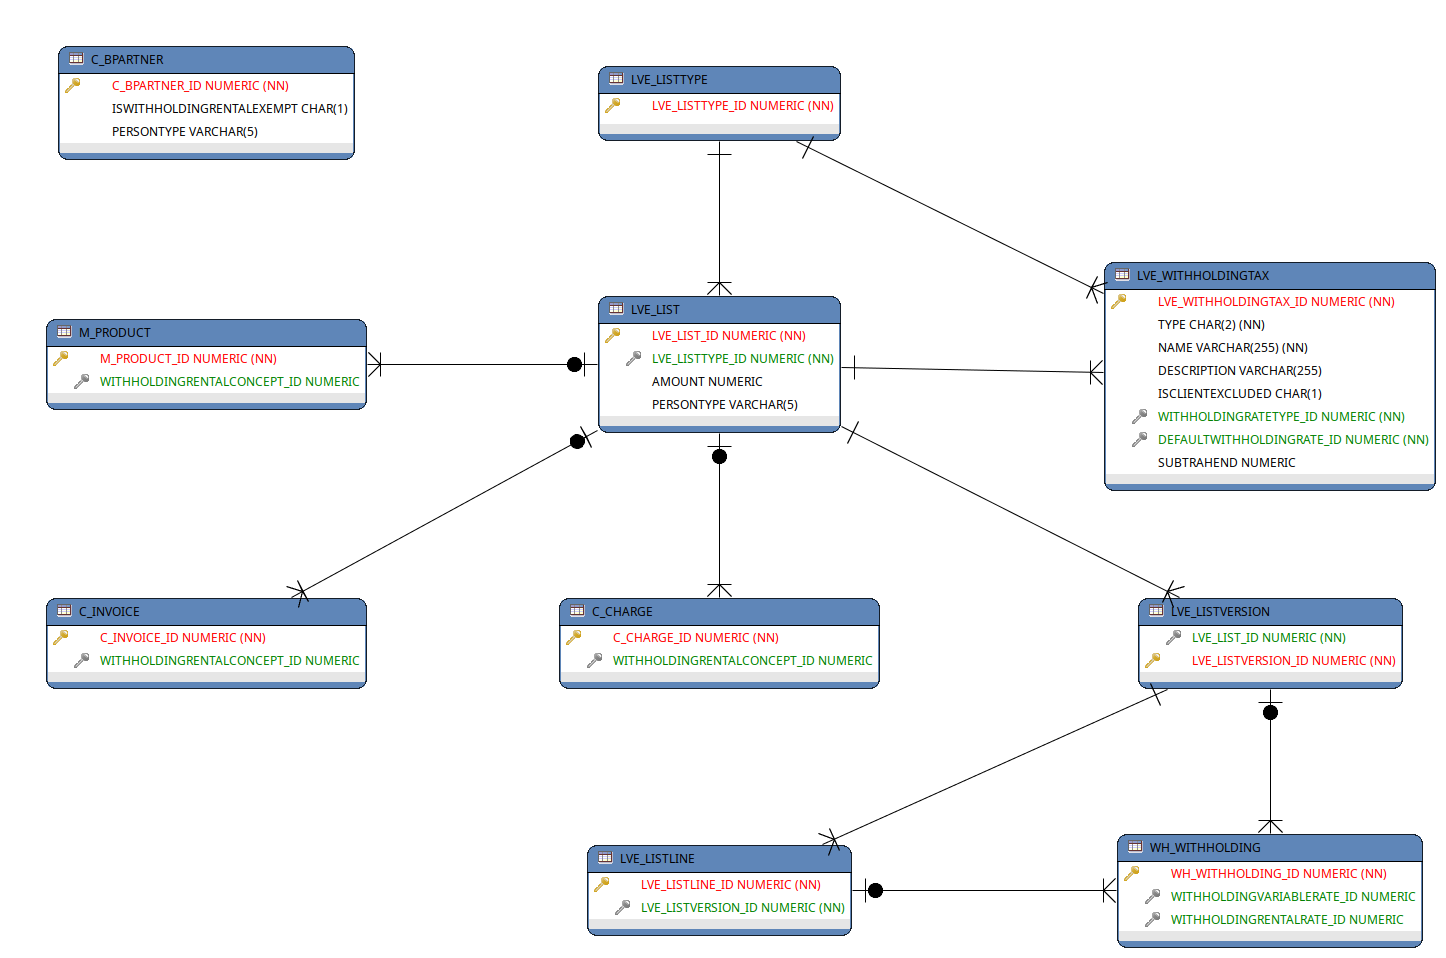 C_BPARTNER
C_BPARTNER_ID NUMERIC (NN)
ISWITHHOLDINGRENTALEXEMPT CHAR(1)
PERSONTYPE VARCHAR(5)
LVE_LISTTYPE
LVE_LISTTYPE_ID NUMERIC (NN)
LVE_WITHHOLDINGTAX
LVE_WITHHOLDINGTAX_ID NUMERIC (NN)
TYPE CHAR(2) (NN)
NAME VARCHAR(255) (NN)
DESCRIPTION VARCHAR(255)
ISCLIENTEXCLUDED CHAR(1)
WITHHOLDINGRATETYPE_ID NUMERIC (NN)
DEFAULTWITHHOLDINGRATE_ID NUMERIC (NN)
SUBTRAHEND NUMERIC
LVE_LIST
LVE_LIST_ID NUMERIC (NN)
LVE_LISTTYPE_ID NUMERIC (NN)
AMOUNT NUMERIC
PERSONTYPE VARCHAR(5)
M_PRODUCT
M_PRODUCT_ID NUMERIC (NN)
WITHHOLDINGRENTALCONCEPT_ID NUMERIC
C_INVOICE
C_INVOICE_ID NUMERIC (NN)
WITHHOLDINGRENTALCONCEPT_ID NUMERIC
C_CHARGE
C_CHARGE_ID NUMERIC (NN)
WITHHOLDINGRENTALCONCEPT_ID NUMERIC
LVE_LISTVERSION
LVE_LIST_ID NUMERIC (NN)
LVE_LISTVERSION_ID NUMERIC (NN)
LVE_LISTLINE
LVE_LISTLINE_ID NUMERIC (NN)
LVE_LISTVERSION_ID NUMERIC (NN)
WH_WITHHOLDING
WH_WITHHOLDING_ID NUMERIC (NN)
WITHHOLDINGVARIABLERATE_ID NUMERIC
WITHHOLDINGRENTALRATE_ID NUMERIC